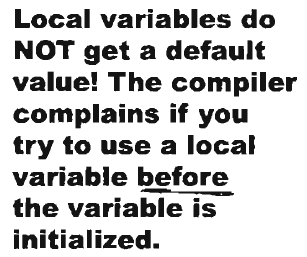 Local variables do
NOT get a default
value! The compiler
complains if you
try to use a local
variable before
the variable is
initialized.